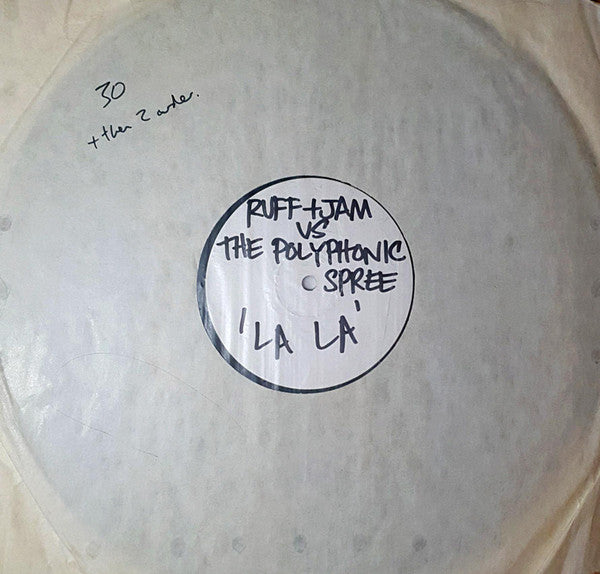 30
+ then 2 order.
RUFF + JAM
VS
THE POLYPHONIC
SPREE
'LA LA'